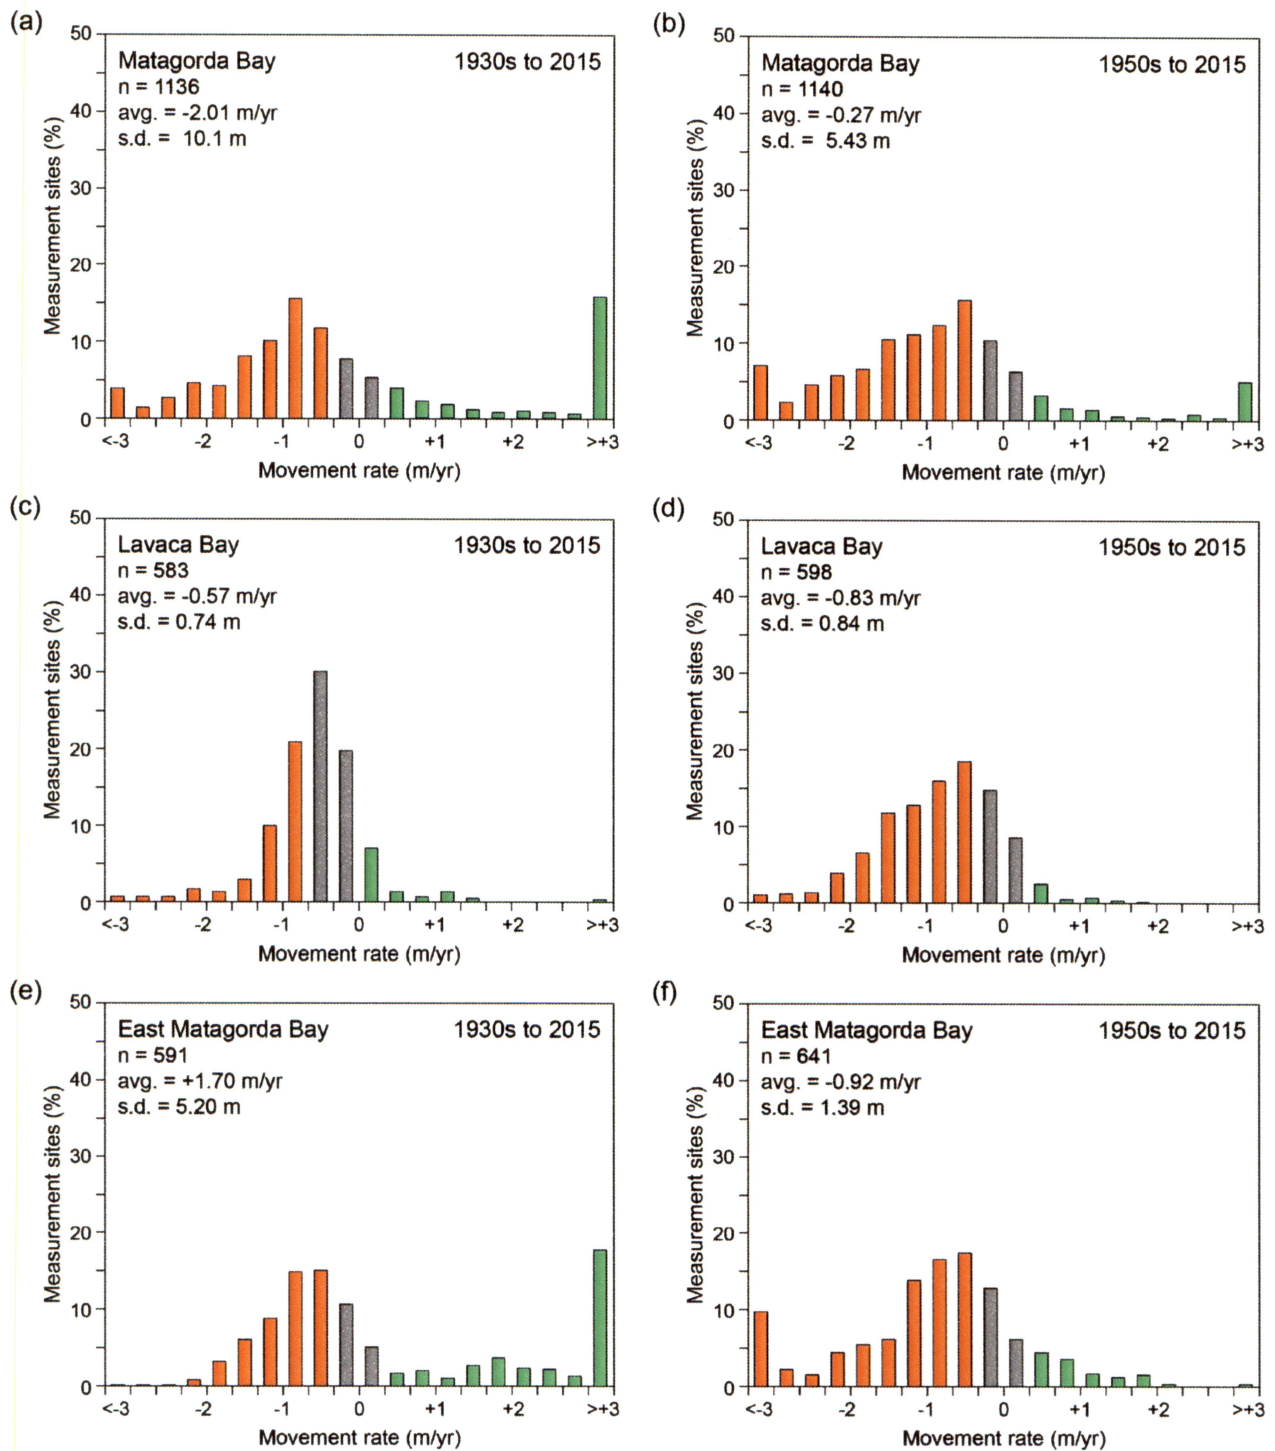 (a)
50
Matagorda Bay 1930s to 2015
n = 1136
avg. = -2.01 m/yr
s.d. = 10.1 m
40
30
20
10
0
Measurement sites (%)
<-3 -2 -1 0 +1 +2 >+3
Movement rate (m/yr)
(b)
50
Matagorda Bay 1950s to 2015
n = 1140
avg. = -0.27 m/yr
s.d. = 5.43 m
40
30
20
10
0
Measurement sites (%)
<-3 -2 -1 0 +1 +2 >+3
Movement rate (m/yr)
(c)
50
Lavaca Bay 1930s to 2015
n = 583
avg. = -0.57 m/yr
s.d. = 0.74 m
40
30
20
10
0
Measurement sites (%)
<-3 -2 -1 0 +1 +2 >+3
Movement rate (m/yr)
(d)
50
Lavaca Bay 1950s to 2015
n = 598
avg. = -0.83 m/yr
s.d. = 0.84 m
40
30
20
10
0
Measurement sites (%)
<-3 -2 -1 0 +1 +2 >+3
Movement rate (m/yr)
(e)
50
East Matagorda Bay 1930s to 2015
n = 591
avg. = +1.70 m/yr
s.d. = 5.20 m
40
30
20
10
0
Measurement sites (%)
<-3 -2 -1 0 +1 +2 >+3
Movement rate (m/yr)
(f)
50
East Matagorda Bay 1950s to 2015
n = 641
avg. = -0.92 m/yr
s.d. = 1.39 m
40
30
20
10
0
Measurement sites (%)
<-3 -2 -1 0 +1 +2 >+3
Movement rate (m/yr)